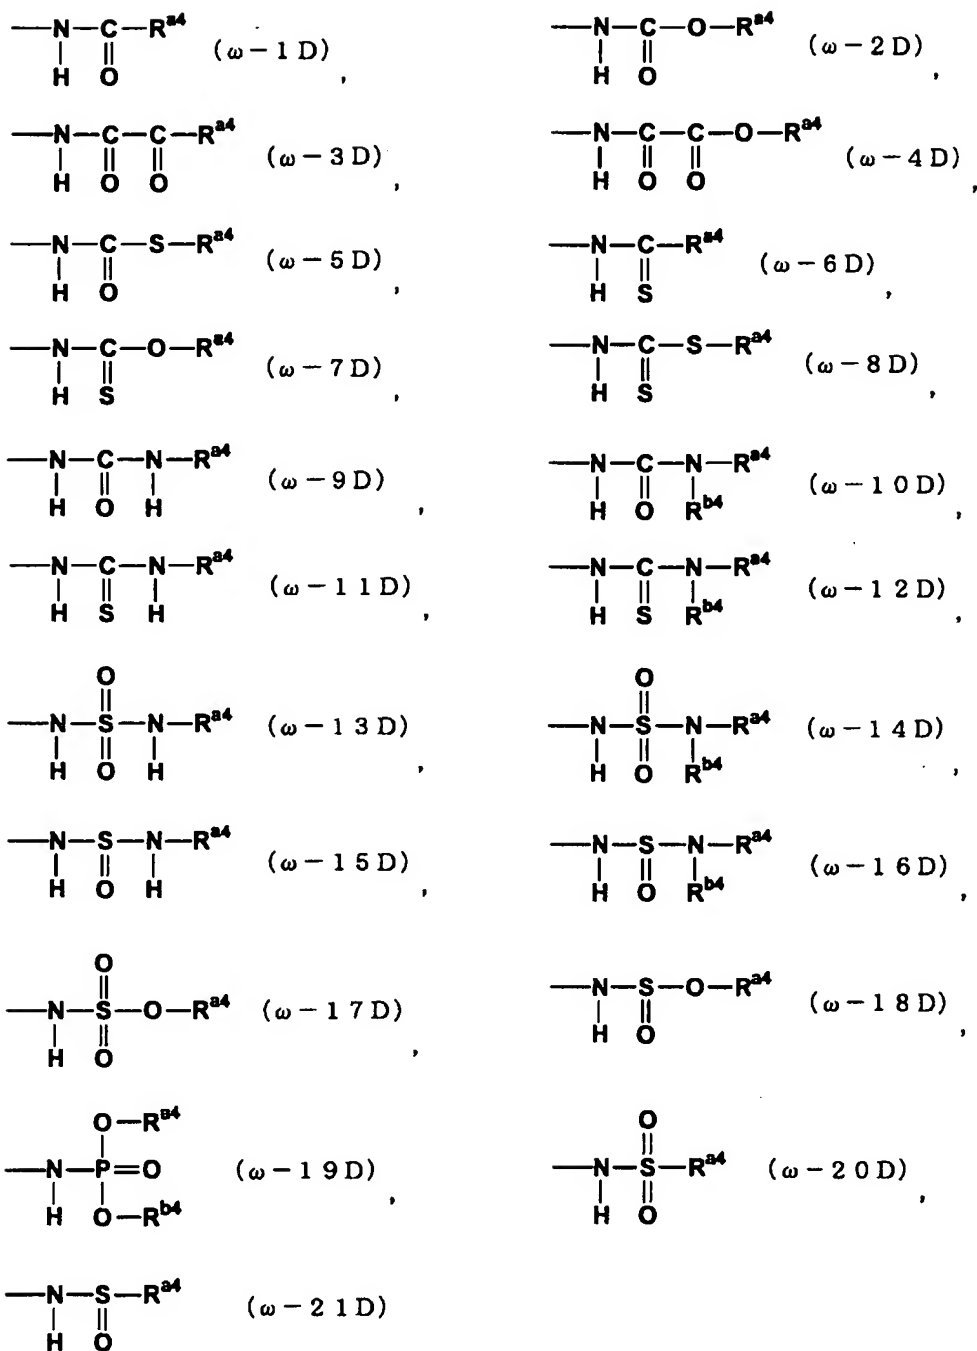 N—C—R^a4 (ω−1D),
H O
N—C—O—R^a4 (ω−2D),
H O
N—C—C—R^a4 (ω−3D),
H O O
N—C—C—O—R^a4 (ω−4D),
H O O
N—C—S—R^a4 (ω−5D),
H O
N—C—R^a4 (ω−6D),
H S
N—C—O—R^a4 (ω−7D),
H S
N—C—S—R^a4 (ω−8D),
H S
N—C—N—R^a4 (ω−9D),
H O H
N—C—N—R^a4 (ω−10D),
H O R^b4
N—C—N—R^a4 (ω−11D),
H S H
N—C—N—R^a4 (ω−12D),
H S R^b4
O
N—S—N—R^a4 (ω−13D),
H O H
O
N—S—N—R^a4 (ω−14D),
H O R^b4
N—S—N—R^a4 (ω−15D),
H O H
N—S—N—R^a4 (ω−16D),
H O R^b4
O
N—S—O—R^a4 (ω−17D),
H O
N—S—O—R^a4 (ω−18D),
H O
O—R^a4
N—P=O (ω−19D),
H O—R^b4
O
N—S—R^a4 (ω−20D),
H O
N—S—R^a4 (ω−21D)
H O